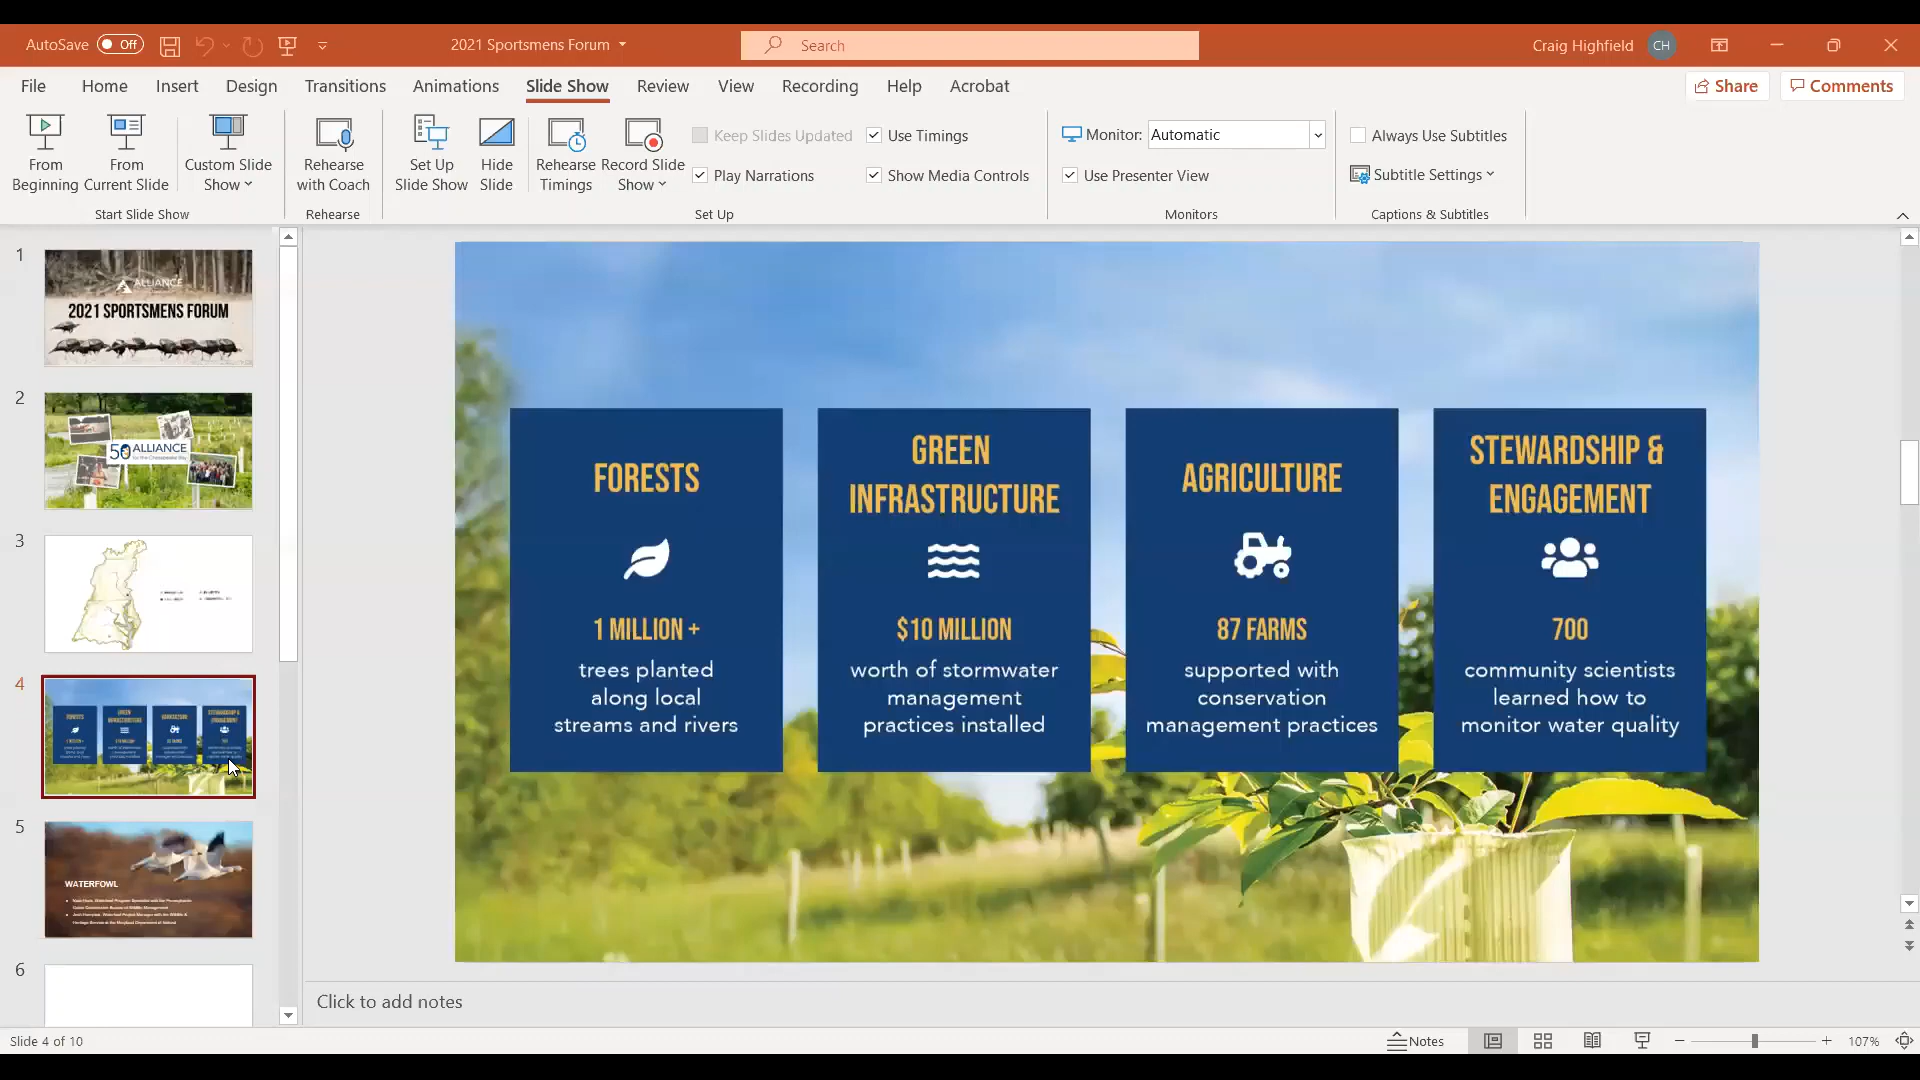 AutoSave Off
2021 Sportsmens Forum
Search
Craig Highfield CH
File Home Insert Design Transitions Animations Slide Show Review View Recording Help Acrobat
Share Comments
From Beginning
From Current Slide
Custom Slide Show
Rehearse with Coach
Set Up Slide Show
Hide Slide
Rehearse Timings
Record Slide Show
Keep Slides Updated
Play Narrations
Use Timings
Show Media Controls
Monitor: Automatic
Use Presenter View
Always Use Subtitles
Subtitle Settings
Start Slide Show
Rehearse
Set Up
Monitors
Captions & Subtitles
1
ALLIANCE
2021 SPORTSMENS FORUM
2
50 ALLIANCE
for the Chesapeake Bay
3
4
5
WATERFOWL
6
FORESTS
1 MILLION +
trees planted
along local
streams and rivers
GREEN
INFRASTRUCTURE
$10 MILLION
worth of stormwater
management
practices installed
AGRICULTURE
87 FARMS
supported with
conservation
management practices
STEWARDSHIP &
ENGAGEMENT
700
community scientists
learned how to
monitor water quality
Click to add notes
Slide 4 of 10
Notes
107%